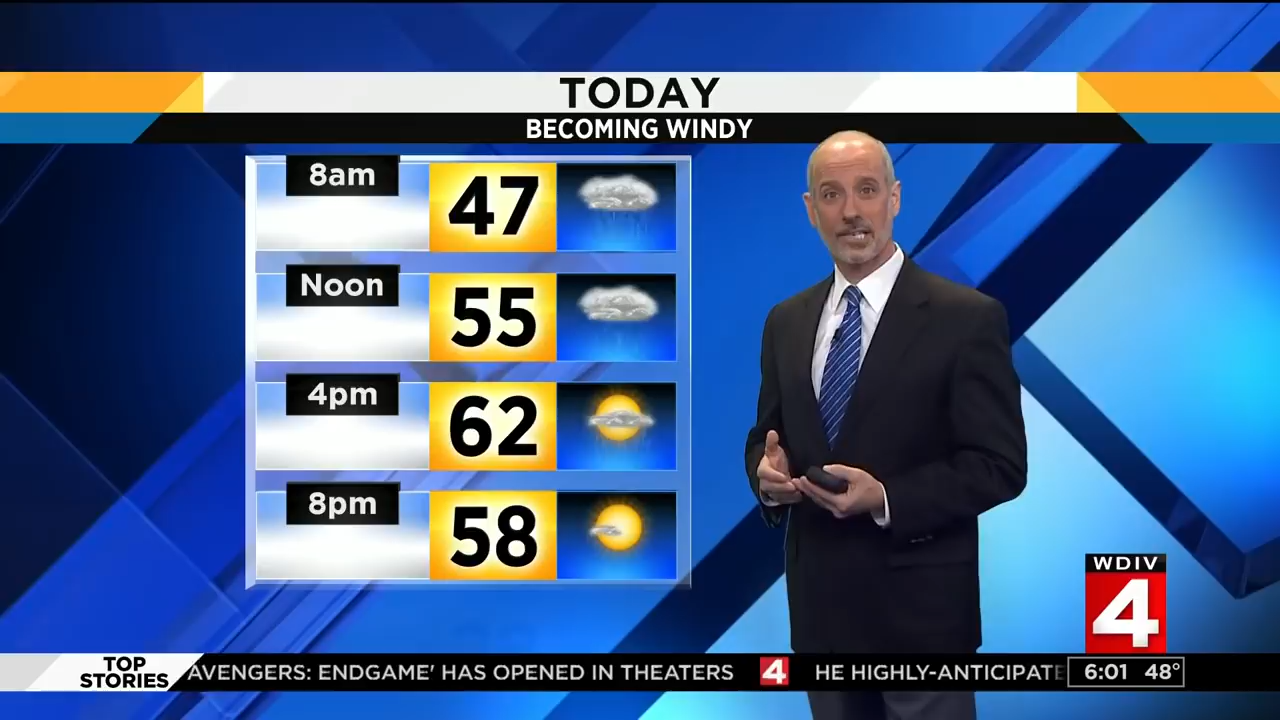 TODAY
BECOMING WINDY
8am 47
Noon 55
4pm 62
8pm 58
WDIV
4
TOP STORIES
AVENGERS: ENDGAME' HAS OPENED IN THEATERS 4 HE HIGHLY-ANTICIPATE
6:01 48°